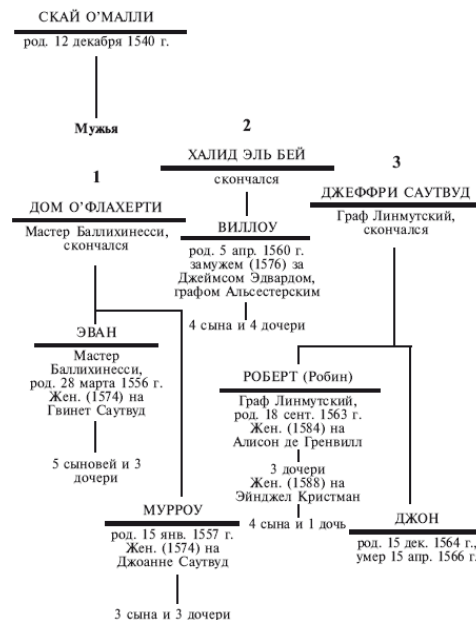 СКАЙ О’МАЛЛИ
род. 12 декабря 1540 г.
Мужья
2
ХАЛИД ЭЛЬ БЕЙ
скончался
1
3
ДОМ О’ФЛАХЕРТИ
Мастер Баллихинесси,
скончался
ДЖЕФФРИ САУТВУД
Граф Линмутский,
скончался
ВИЛЛОУ
род. 5 апр. 1560 г.
замужем (1576) за
Джеймсом Эдвардом,
графом Альсестерским
4 сына и 4 дочери
ЭВАН
Мастер
Баллихинесси,
род. 28 марта 1556 г.
Жен. (1574) на
Гвинет Саутвуд
5 сыновей и 3
дочери
РОБЕРТ (Робин)
Граф Линмутский,
род. 18 сент. 1563 г.
Жен. (1584) на
Алисон де Гренвилл
3 дочери
Жен. (1588) на
Эйнджел Кристман
4 сына и 1 дочь
МУРРОУ
род. 15 янв. 1557 г.
Жен. (1574) на
Джоанне Саутвуд
3 сына и 3 дочери
ДЖОН
род. 15 дек. 1564 г.,
умер 15 апр. 1566 г.